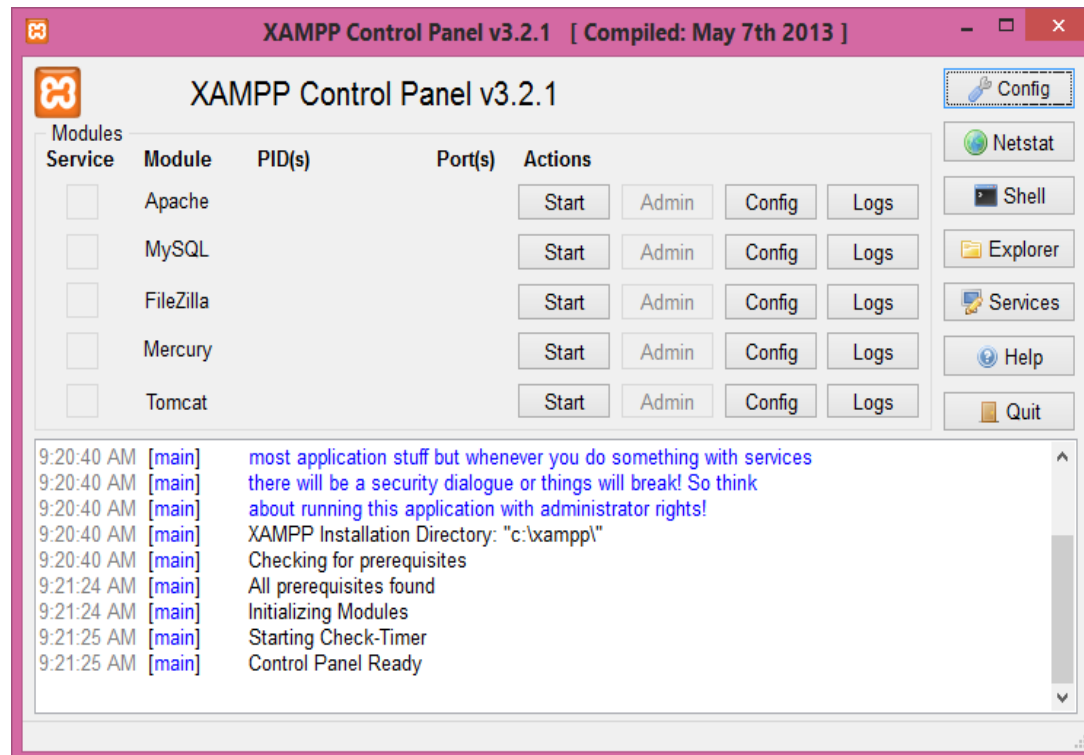 XAMPP Control Panel v3.2.1 [ Compiled: May 7th 2013 ]
XAMPP Control Panel v3.2.1
Config
Modules
Netstat
Service Module PID(s) Port(s) Actions
Apache Start Admin Config Logs
Shell
MySQL Start Admin Config Logs
Explorer
FileZilla Start Admin Config Logs
Services
Mercury Start Admin Config Logs
Help
Tomcat Start Admin Config Logs
Quit
9:20:40 AM [main] most application stuff but whenever you do something with services
9:20:40 AM [main] there will be a security dialogue or things will break! So think
9:20:40 AM [main] about running this application with administrator rights!
9:20:40 AM [main] XAMPP Installation Directory: "c:\xampp\"
9:20:40 AM [main] Checking for prerequisites
9:21:24 AM [main] All prerequisites found
9:21:24 AM [main] Initializing Modules
9:21:25 AM [main] Starting Check-Timer
9:21:25 AM [main] Control Panel Ready